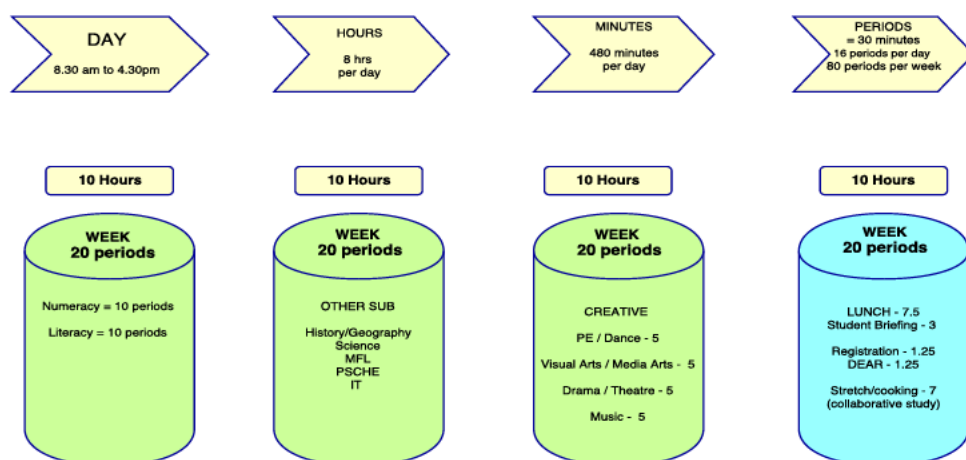 DAY
8.30 am to 4.30pm
HOURS
8 hrs
per day
MINUTES
480 minutes
per day
PERIODS
= 30 minutes
16 periods per day
80 periods per week
10 Hours
10 Hours
10 Hours
10 Hours
WEEK
20 periods
Numeracy = 10 periods
Literacy = 10 periods
WEEK
20 periods
OTHER SUB
History/Geography
Science
MFL
PSCHE
IT
WEEK
20 periods
CREATIVE
PE / Dance - 5
Visual Arts / Media Arts - 5
Drama / Theatre - 5
Music - 5
WEEK
20 periods
LUNCH - 7.5
Student Briefing - 3
Registration - 1.25
DEAR - 1.25
Stretch/cooking - 7
(collaborative study)